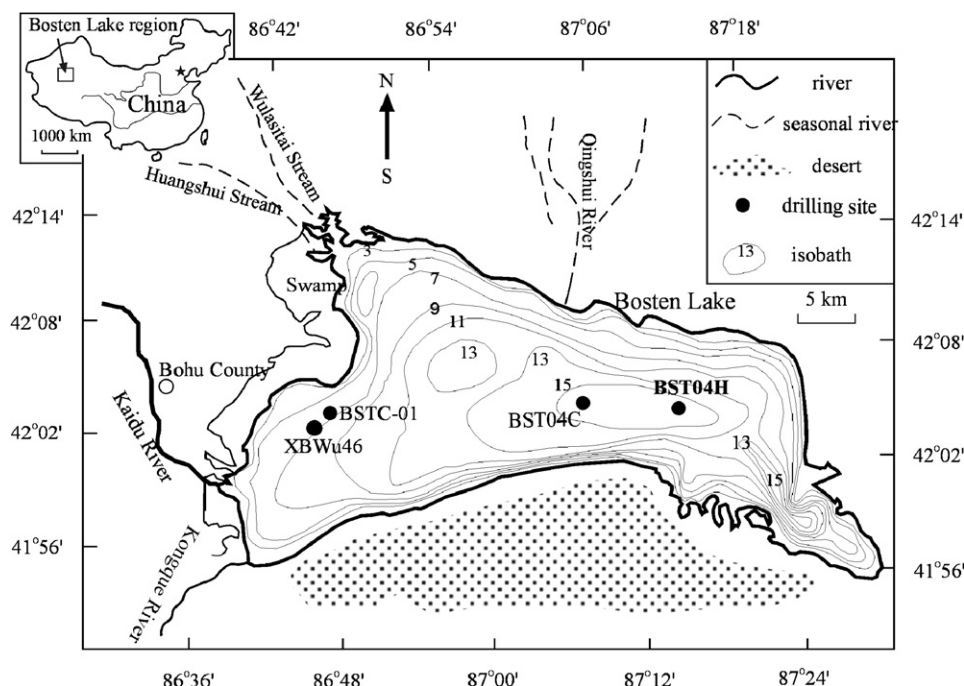 Bosten Lake region
China
1000 km
86°42'
86°54'
87°06'
87°18'
N
S
river
seasonal river
desert
drilling site
13
isobath
5 km
Wulasitai Stream
Huangshui Stream
Qingshui River
42°14'
42°14'
Swamp
3
5
7
9
11
13
13
15
Bosten Lake
42°08'
42°08'
Bohu County
BSTC-01
XBWu46
BST04C
BST04H
13
15
42°02'
42°02'
Kaidu River
Kongque River
41°56'
41°56'
86°36'
86°48'
87°00'
87°12'
87°24'